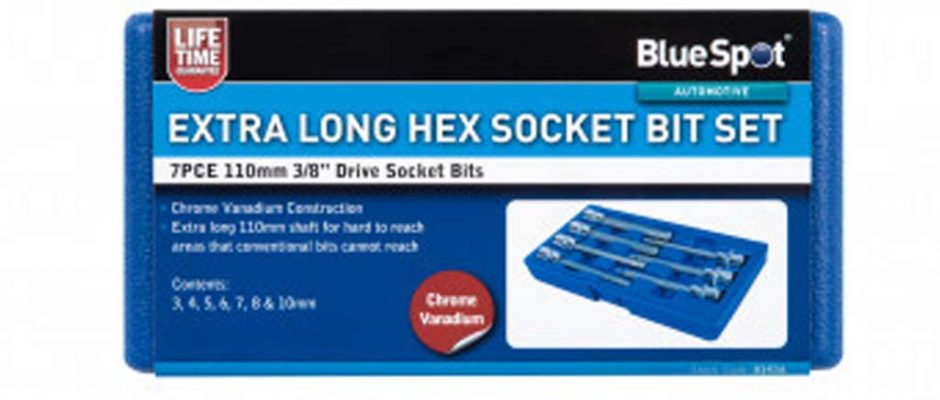 LIFE
TIME
GUARANTEE
BlueSpot®
AUTOMOTIVE
EXTRA LONG HEX SOCKET BIT SET
7PCE 110mm 3/8" Drive Socket Bits
Chrome Vanadium Construction
Extra long 110mm shaft for hard to reach
areas that conventional bits cannot reach
Contents:
3, 4, 5, 6, 7, 8 & 10mm
Chrome
Vanadium